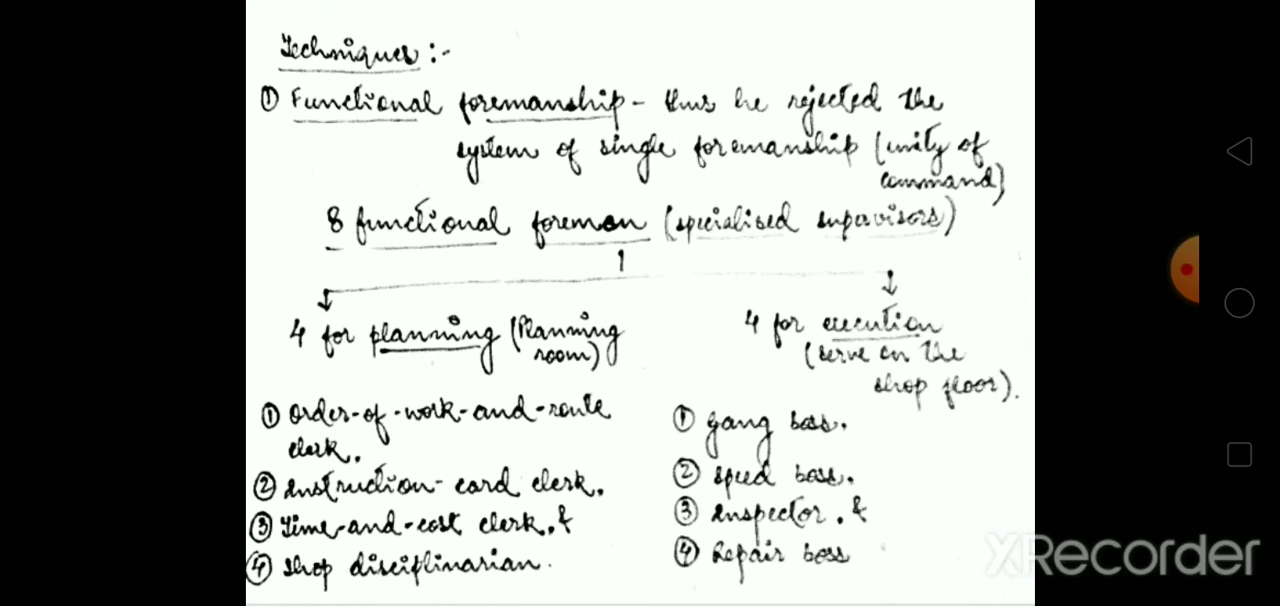 Techniques :-
① Functional foremanship - thus he rejected the
system of single foremanship (unity of
command)
8 functional foremen (specialised supervisors)
4 for planning (Planning
room)
4 for execution
(serve on the
shop floor).
① Order-of-work-and-route
clerk.
② Instruction-card clerk.
③ Time-and-cost clerk. &
④ Shop disciplinarian.
① Gang boss.
② Speed boss.
③ Inspector. &
④ Repair boss
XRecorder